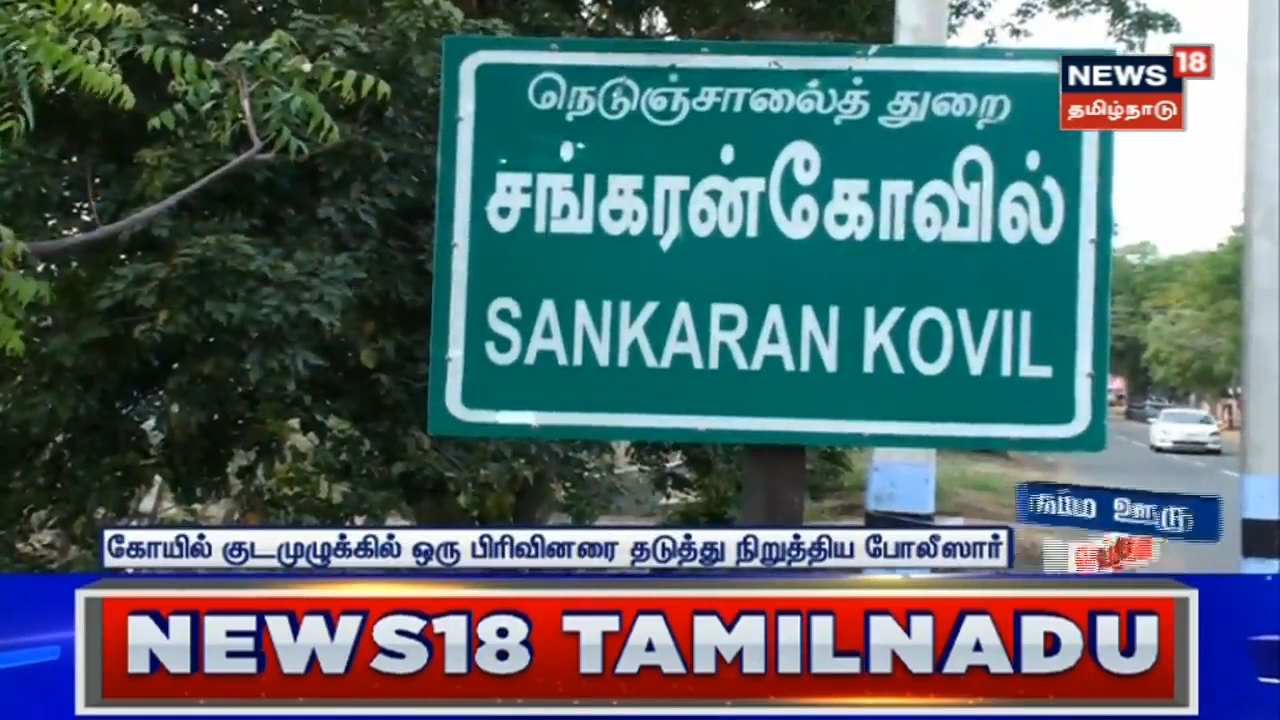 நெடுஞ்சாலைத் துறை
சங்கரன்கோவில்
SANKARAN KOVIL
NEWS 18
தமிழ்நாடு
நம்ம ஊரு
கோயில் குடமுழுக்கில் ஒரு பிரிவினரை தடுத்து நிறுத்திய போலீஸார்
NEWS18 TAMILNADU